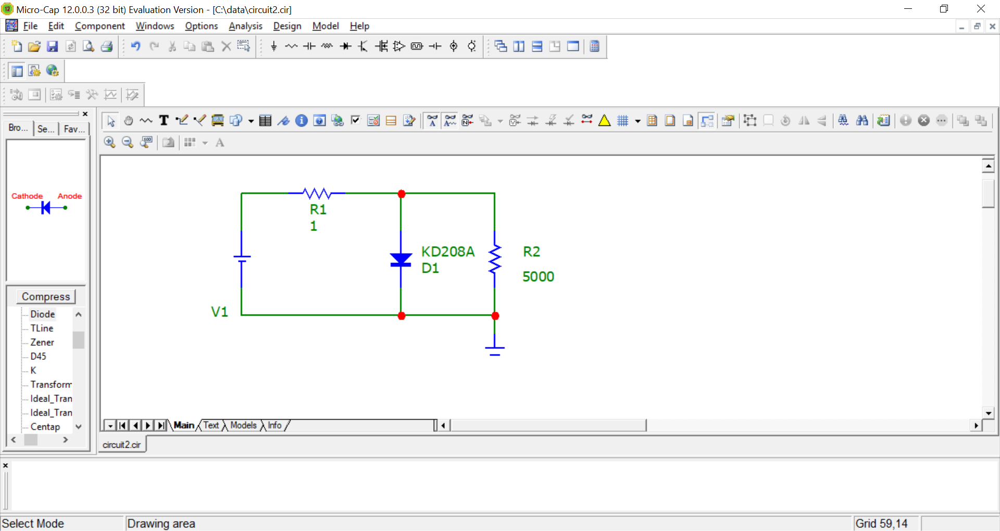 Micro-Cap 12.0.0.3 (32 bit) Evaluation Version - [C:\data\circuit2.cir]
File Edit Component Windows Options Analysis Design Model Help
Bro... Se... Fav...
Cathode Anode
R1
1
KD208A
D1
R2
5000
V1
Compress
Diode
TLine
Zener
D45
K
Transform
Ideal_Tran
Ideal_Tran
Centap
Main Text Models Info
circuit2.cir
Select Mode Drawing area Grid 59,14